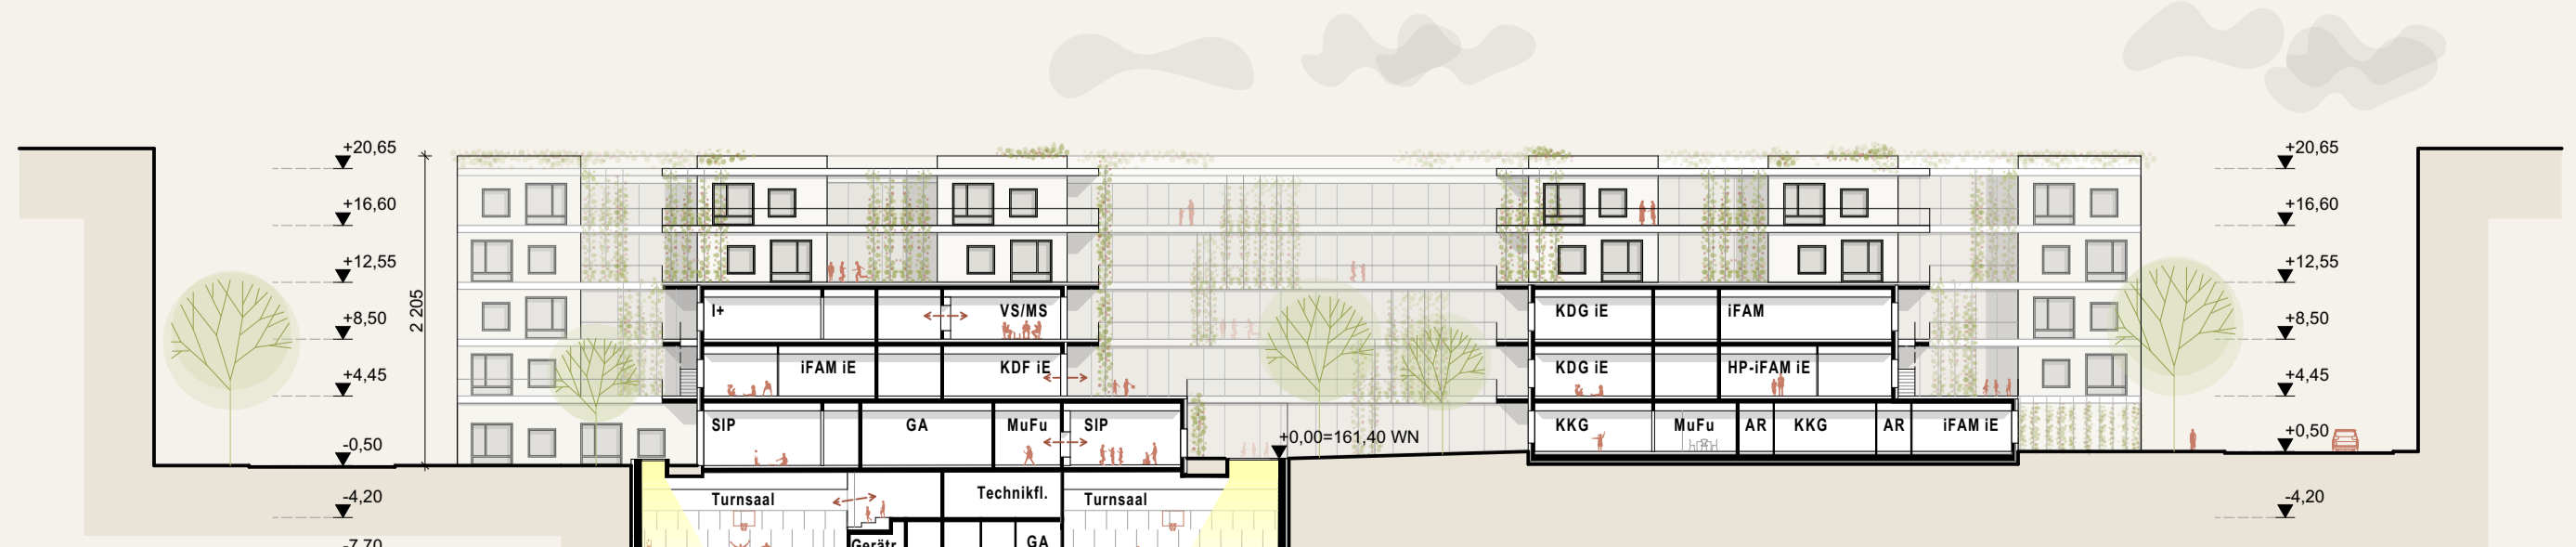 +20,65
+20,65
+16,60
+16,60
+12,55
+12,55
2 205
I+ VS/MS KDG iE iFAM
+8,50
+8,50
iFAM iE KDF iE KDG iE HP-iFAM iE
+4,45
+4,45
SIP GA MuFu SIP KKG MuFu AR KKG AR iFAM iE
-0,50
+0,00=161,40 WN
+0,50
-4,20
Turnsaal Technikfl. Turnsaal
-4,20
-7,70
Gerätr.
GA